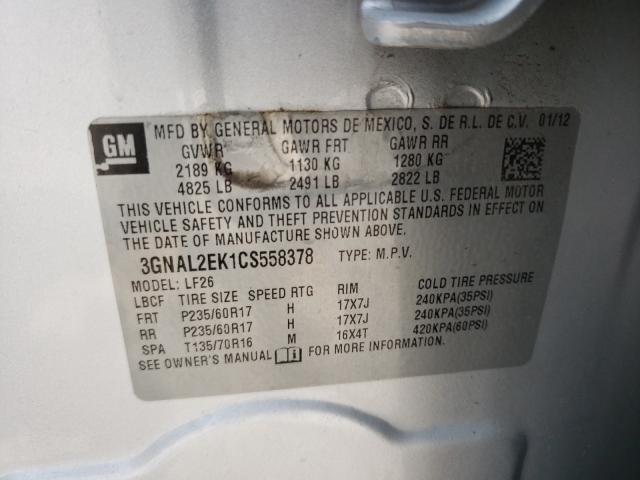 GM
MFD BY GENERAL MOTORS DE MEXICO, S. DE R.L. DE C.V. 01/12
GVWR GAWR FRT GAWR RR
2189 KG 1130 KG 1280 KG
4825 LB 2491 LB 2822 LB
THIS VEHICLE CONFORMS TO ALL APPLICABLE U.S. FEDERAL MOTOR
VEHICLE SAFETY AND THEFT PREVENTION STANDARDS IN EFFECT ON
THE DATE OF MANUFACTURE SHOWN ABOVE.
3GNAL2EK1CS558378 TYPE: M.P.V.
MODEL: LF26
LBCF TIRE SIZE SPEED RTG RIM COLD TIRE PRESSURE
FRT P235/60R17 H 17X7J 240KPA(35PSI)
RR P235/60R17 H 17X7J 240KPA(35PSI)
SPA T135/70R16 M 16X4T 420KPA(60PSI)
SEE OWNER'S MANUAL FOR MORE INFORMATION.